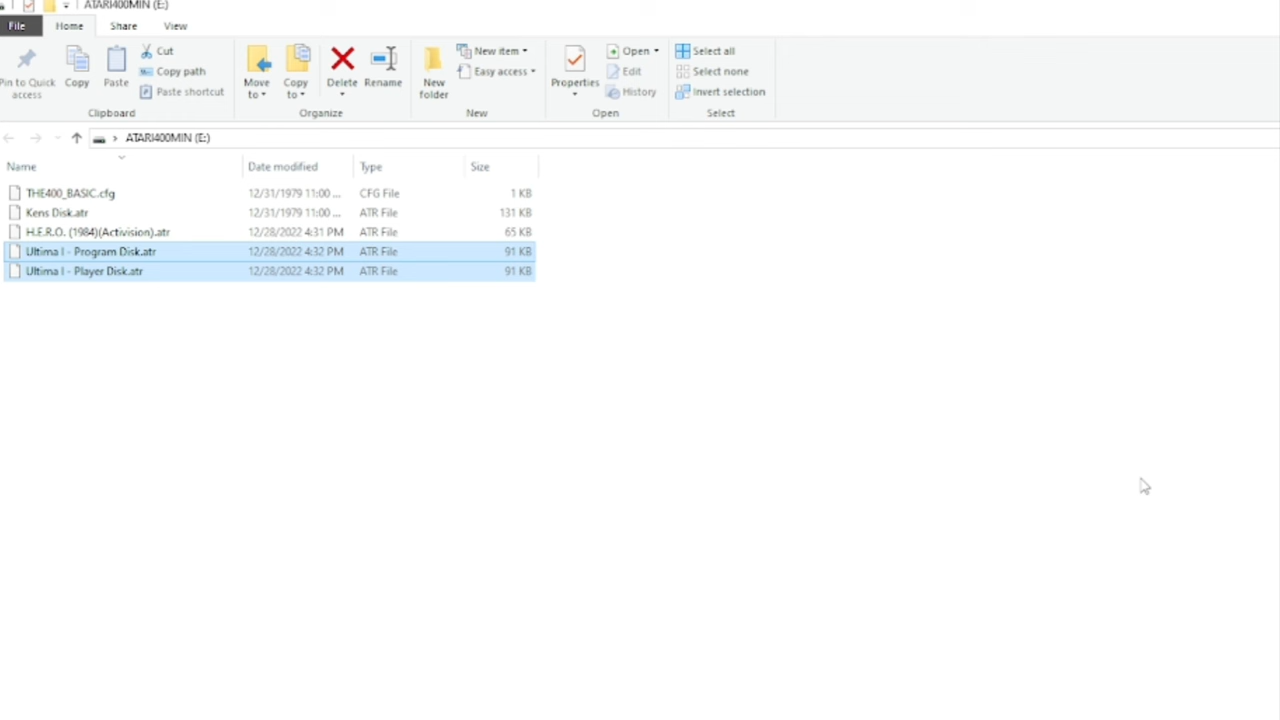 ATARI400MIN (E:)
File Home Share View
Pin to Quick access
Copy
Paste
Cut
Copy path
Paste shortcut
Move to
Copy to
Delete
Rename
New folder
New item
Easy access
Properties
Open
Edit
History
Select all
Select none
Invert selection
Clipboard Organize New Open Select
ATARI400MIN (E:)
Name Date modified Type Size
THE400_BASIC.cfg 12/31/1979 11:00 ... CFG File 1 KB
Kens Disk.atr 12/31/1979 11:00 ... ATR File 131 KB
H.E.R.O. (1984)(Activision).atr 12/28/2022 4:31 PM ATR File 65 KB
Ultima I - Program Disk.atr 12/28/2022 4:32 PM ATR File 91 KB
Ultima I - Player Disk.atr 12/28/2022 4:32 PM ATR File 91 KB